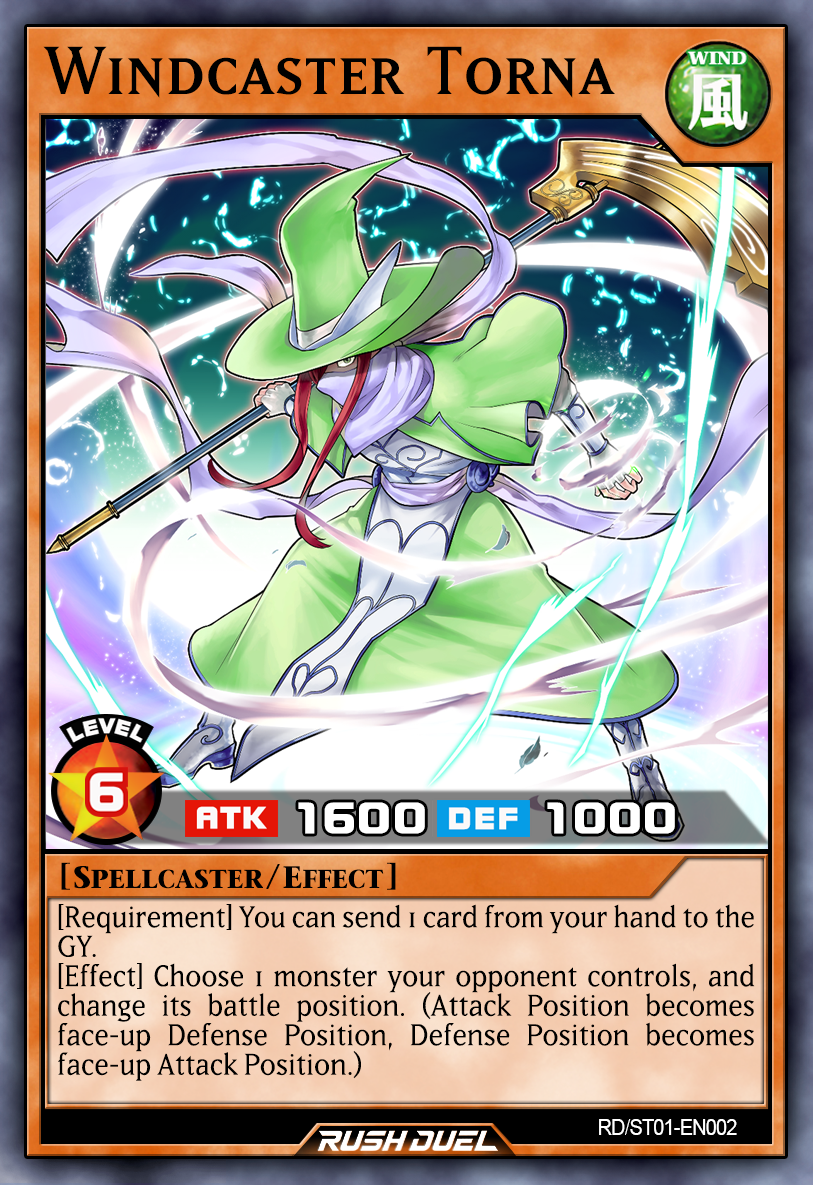 Windcaster Torna
WIND
風
LEVEL
6
ATK 1600 DEF 1000
[Spellcaster/Effect]
[Requirement] You can send 1 card from your hand to the
GY.
[Effect] Choose 1 monster your opponent controls, and
change its battle position. (Attack Position becomes
face-up Defense Position, Defense Position becomes
face-up Attack Position.)
RUSH DUEL
RD/ST01-EN002